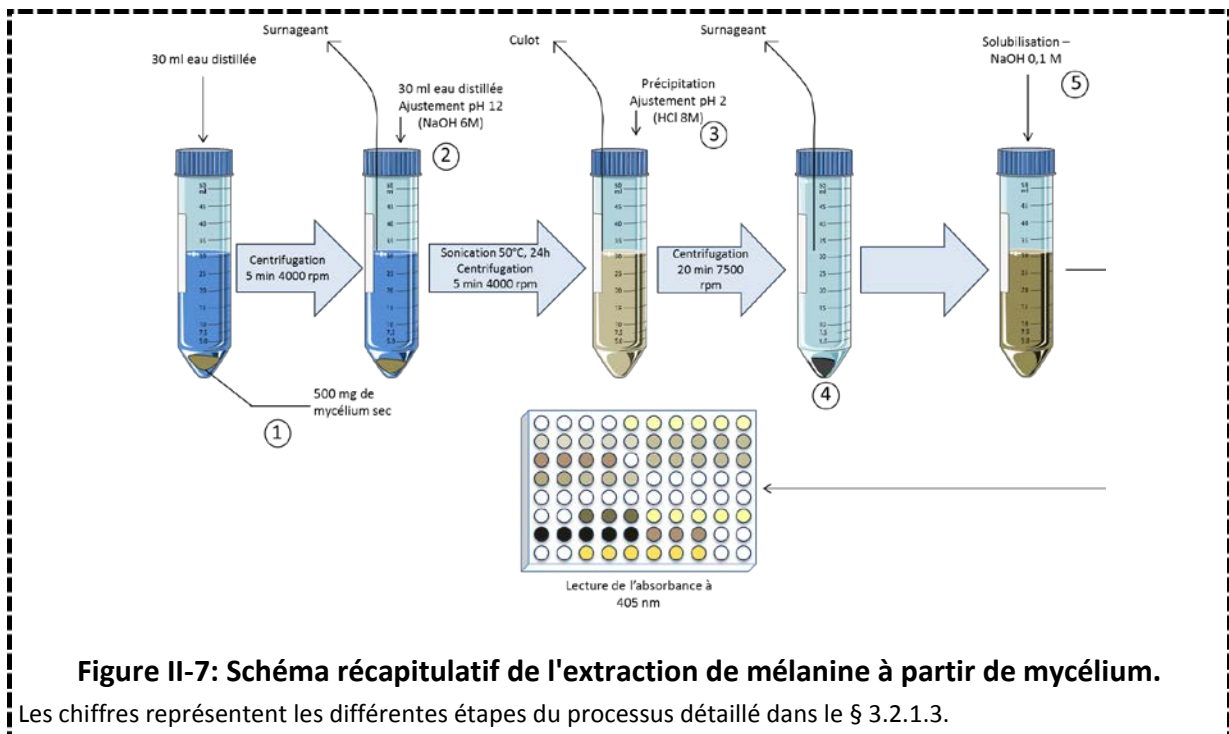 Surnageant
Culot
Surnageant
Solubilisation –
NaOH 0,1 M
5
30 ml eau distillée
30 ml eau distillée
Ajustement pH 12
(NaOH 6M)
2
Précipitation
Ajustement pH 2
(HCl 8M)
3
Centrifugation
5 min 4000 rpm
Sonication 50°C, 24h
Centrifugation
5 min 4000 rpm
Centrifugation
20 min 7500
rpm
500 mg de
mycélium sec
1
4
Lecture de l'absorbance à
405 nm
Figure II-7: Schéma récapitulatif de l'extraction de mélanine à partir de mycélium.
Les chiffres représentent les différentes étapes du processus détaillé dans le § 3.2.1.3.